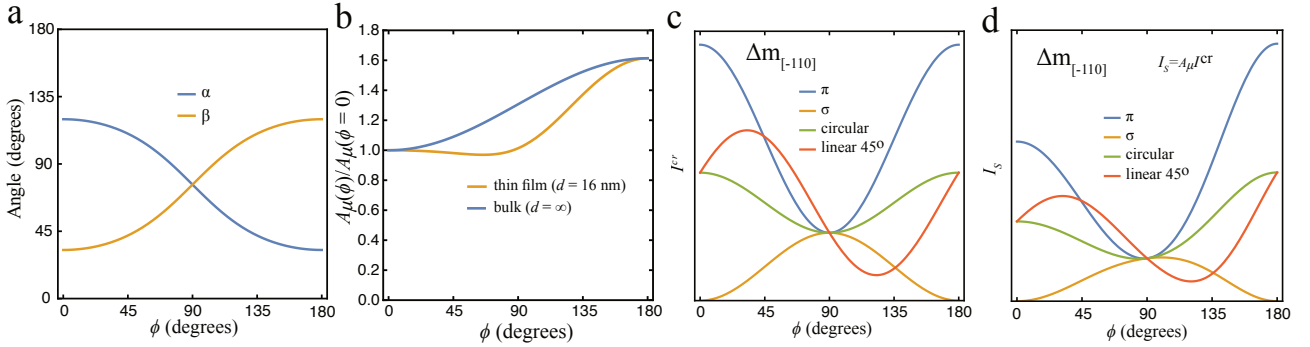 a
180
135
90
45
0
Angle (degrees)
α
β
0 45 90 135 180
ϕ (degrees)
b
1.8
1.6
1.4
1.2
1.0
0.8
0.6
0.4
0.2
0.0
Aμ(ϕ)/Aμ(ϕ = 0)
thin film (d = 16 nm)
bulk (d = ∞)
0 45 90 135 180
ϕ (degrees)
c
Δm[-110]
π
σ
circular
linear 45º
Icr
0 45 90 135 180
ϕ (degrees)
d
Δm[-110]
IS=AμIcr
π
σ
circular
linear 45º
IS
0 45 90 135 180
ϕ (degrees)